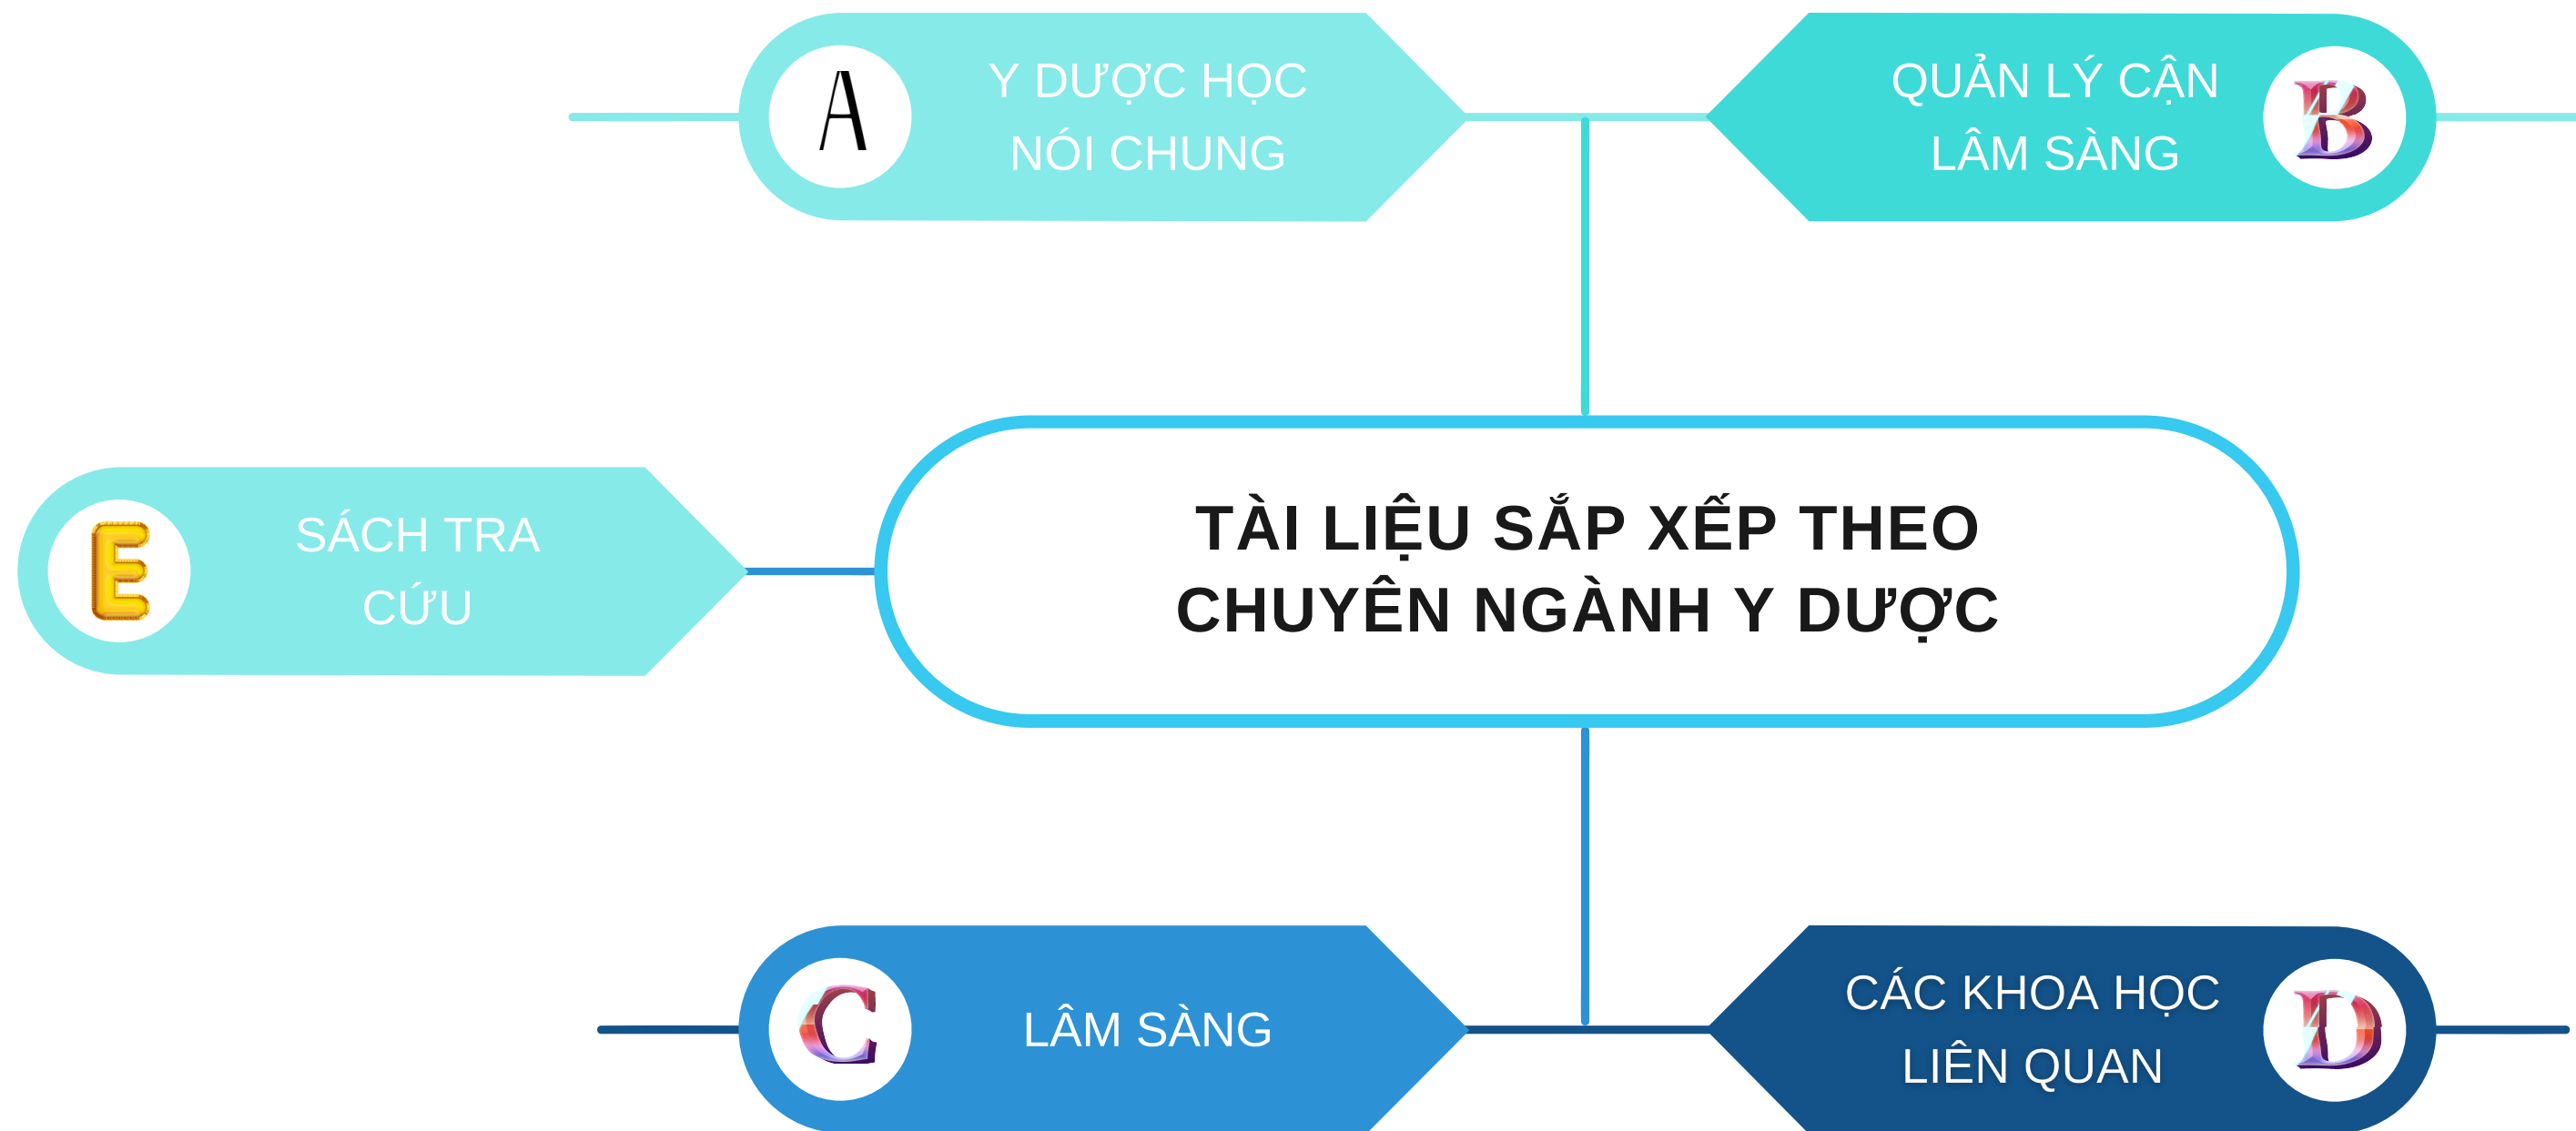 A
Y DƯỢC HỌC
NÓI CHUNG
QUẢN LÝ CẬN
LÂM SÀNG
B
E
SÁCH TRA
CỨU
TÀI LIỆU SẮP XẾP THEO
CHUYÊN NGÀNH Y DƯỢC
C
LÂM SÀNG
CÁC KHOA HỌC
LIÊN QUAN
D